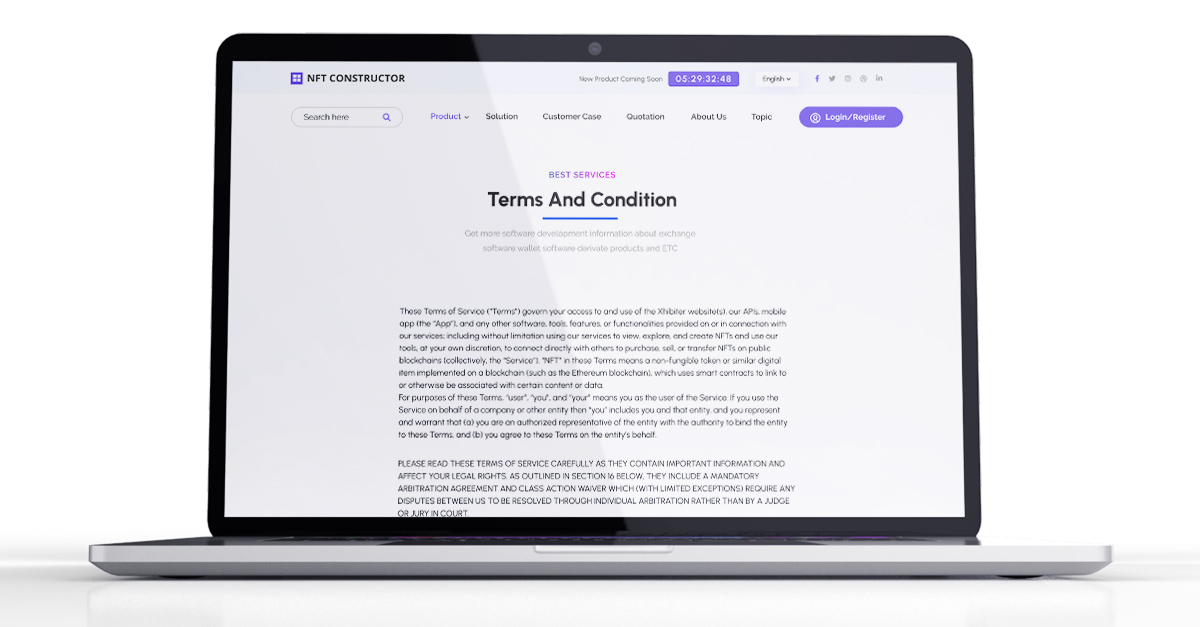 NFT CONSTRUCTOR
New Product Coming Soon
05:29:32:48
English
Search here
Product
Solution
Customer Case
Quotation
About Us
Topic
Login/Register
BEST SERVICES
Terms And Condition
Get more software development information about exchange
software wallet software derivate products and ETC
These Terms of Service ("Terms") govern your access to and use of the Xhibiter website(s), our APIs, mobile
app (the "App"), and any other software, tools, features, or functionalities provided on or in connection with
our services; including without limitation using our services to view, explore, and create NFTs and use our
tools, at your own discretion, to connect directly with others to purchase, sell, or transfer NFTs on public
blockchains (collectively, the "Service"). "NFT" in these Terms means a non-fungible token or similar digital
item implemented on a blockchain (such as the Ethereum blockchain), which uses smart contracts to link to
or otherwise be associated with certain content or data.
For purposes of these Terms, "user", "you", and "your" means you as the user of the Service. If you use the
Service on behalf of a company or other entity then "you" includes you and that entity, and you represent
and warrant that (a) you are an authorized representative of the entity with the authority to bind the entity
to these Terms, and (b) you agree to these Terms on the entity's behalf.
PLEASE READ THESE TERMS OF SERVICE CAREFULLY AS THEY CONTAIN IMPORTANT INFORMATION AND
AFFECT YOUR LEGAL RIGHTS. AS OUTLINED IN SECTION 16 BELOW, THEY INCLUDE A MANDATORY
ARBITRATION AGREEMENT AND CLASS ACTION WAIVER WHICH (WITH LIMITED EXCEPTIONS) REQUIRE ANY
DISPUTES BETWEEN US TO BE RESOLVED THROUGH INDIVIDUAL ARBITRATION RATHER THAN BY A JUDGE
OR JURY IN COURT.